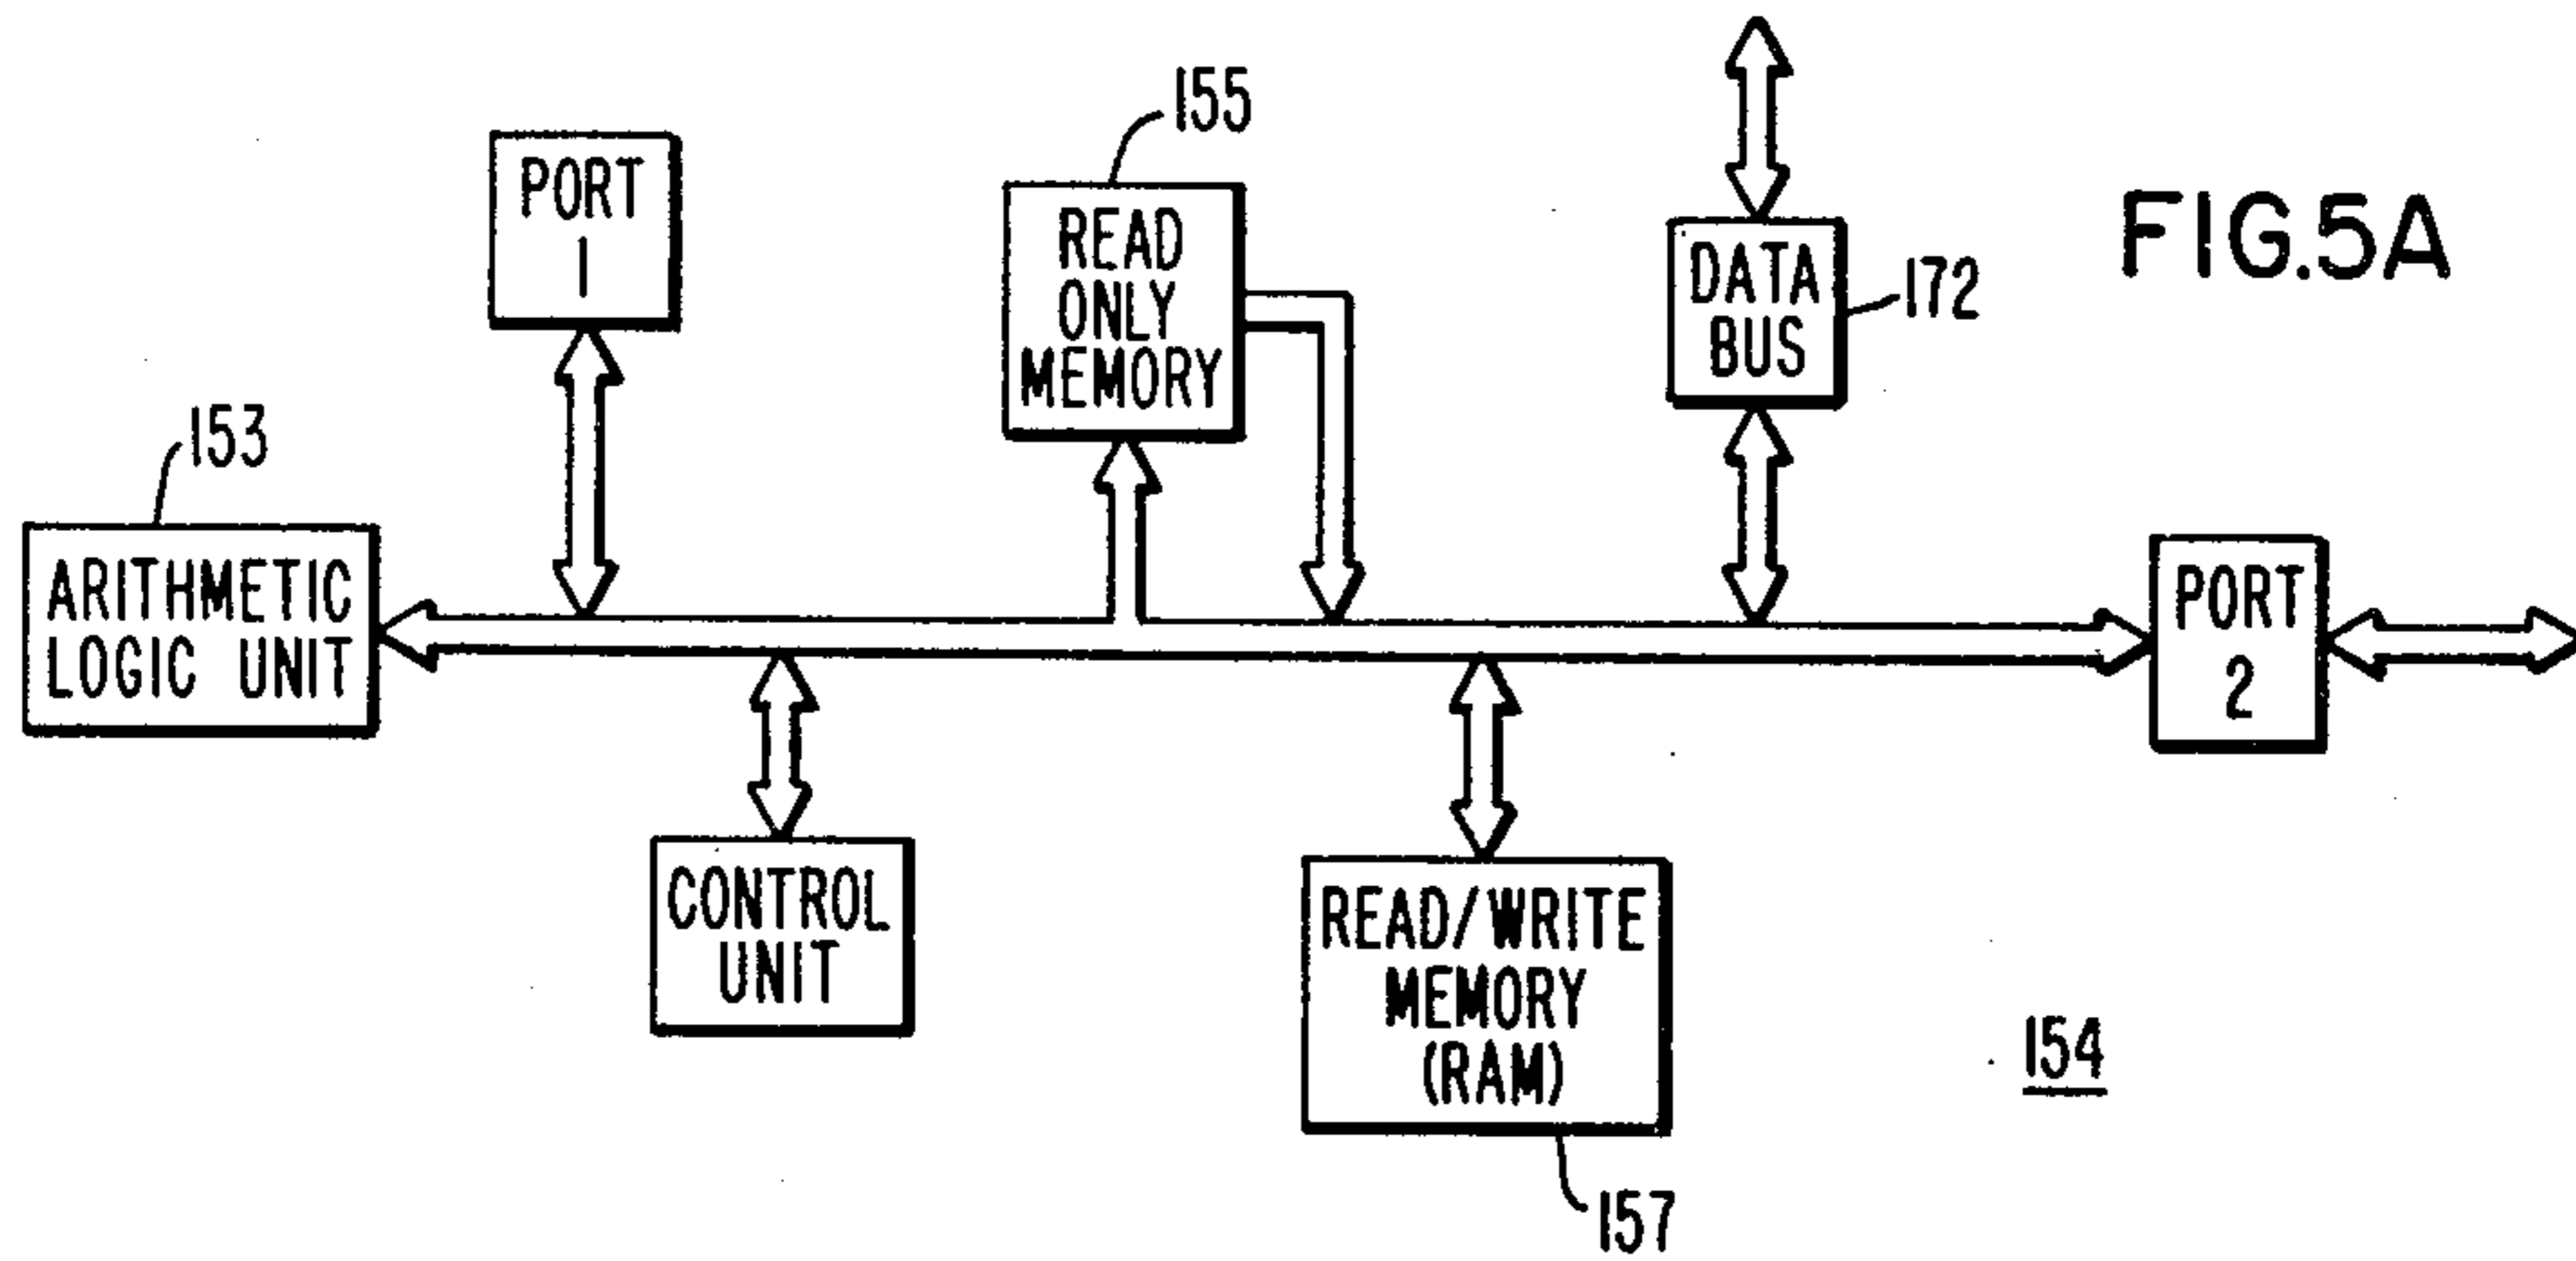 155
PORT
1
READ
ONLY
MEMORY
DATA
BUS
172
FIG.5A
153
ARITHMETIC
LOGIC UNIT
PORT
2
CONTROL
UNIT
READ/WRITE
MEMORY
(RAM)
154
157